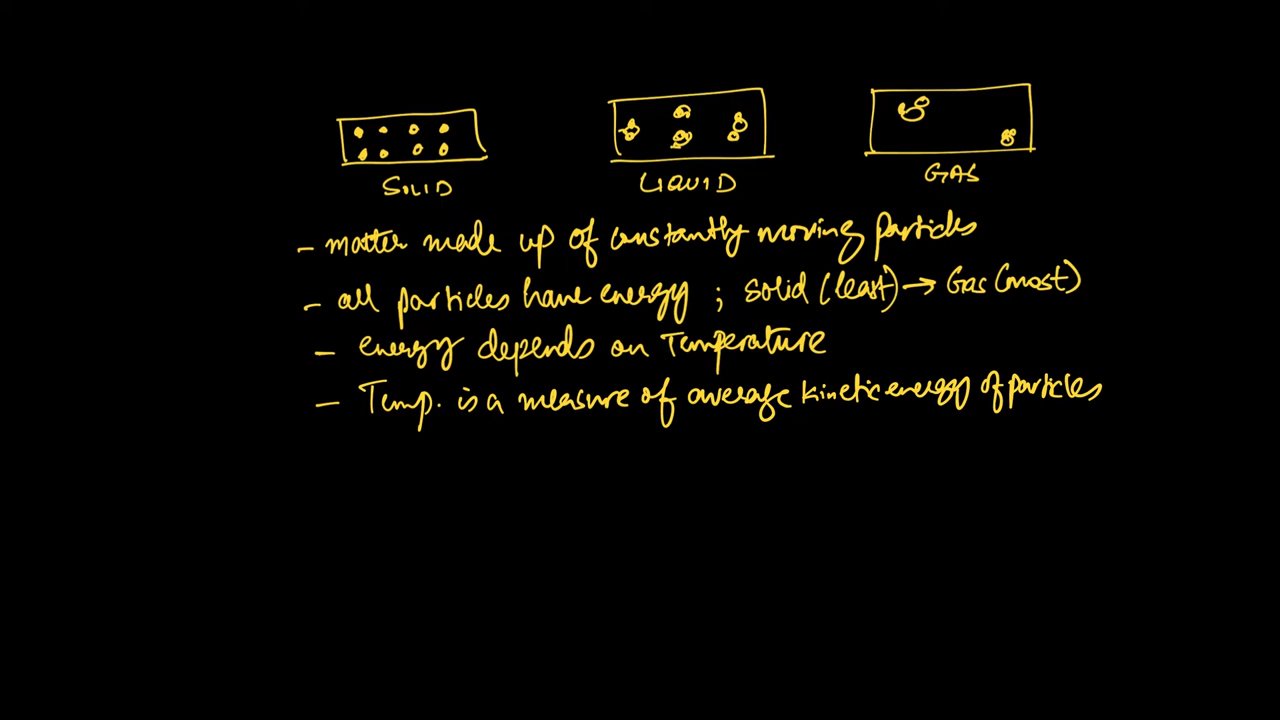 SOLID LIQUID GAS
- matter made up of constantly moving particles
- all particles have energy ; solid (least) → Gas (most)
- energy depends on Temperature
- Temp. is a measure of average kinetic energy of particles